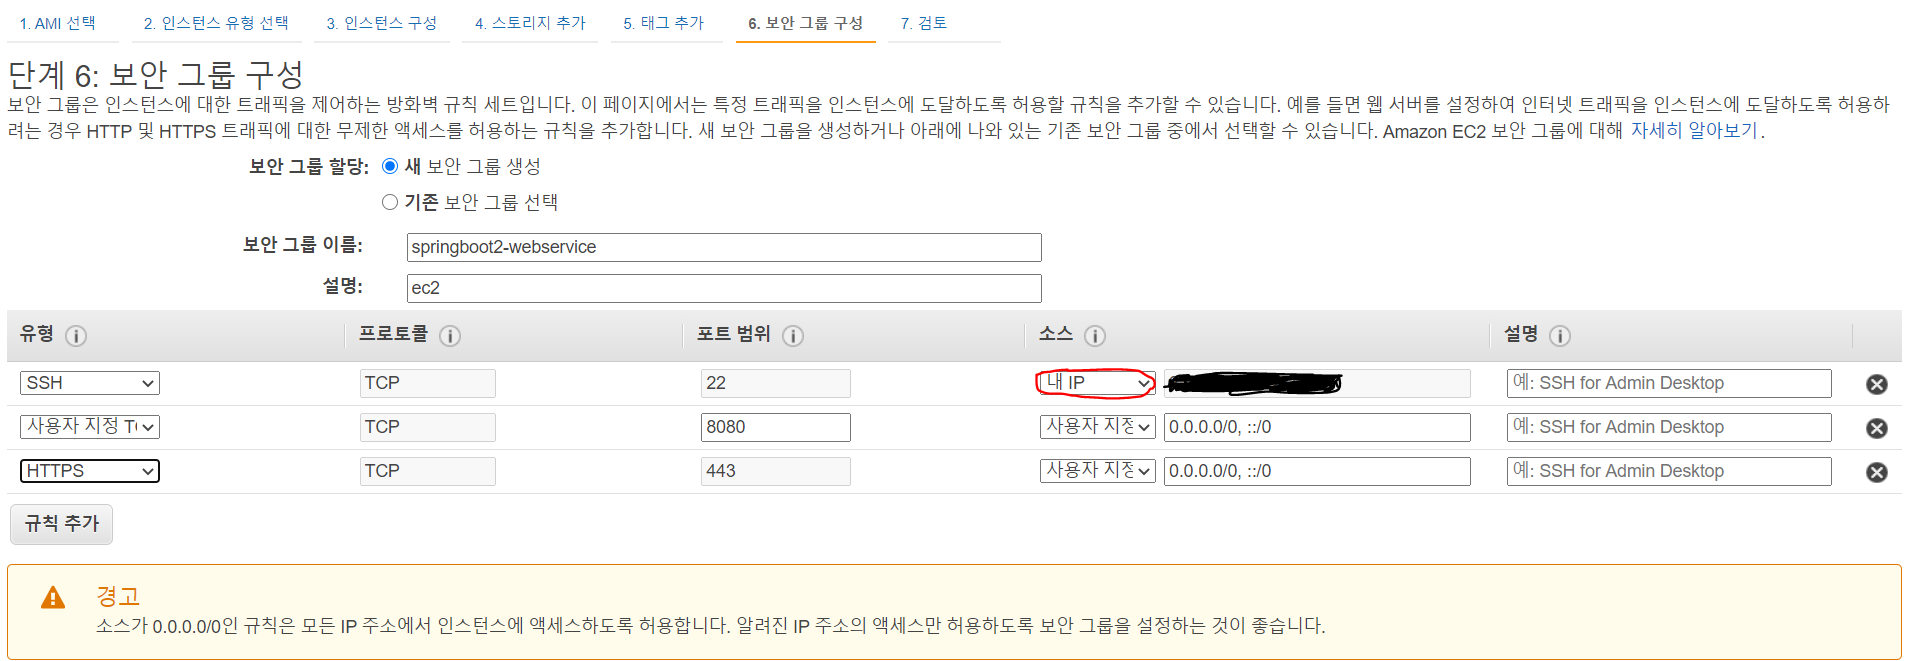 1. AMI 선택 2. 인스턴스 유형 선택 3. 인스턴스 구성 4. 스토리지 추가 5. 태그 추가 6. 보안 그룹 구성 7. 검토
단계 6: 보안 그룹 구성
보안 그룹은 인스턴스에 대한 트래픽을 제어하는 방화벽 규칙 세트입니다. 이 페이지에서는 특정 트래픽을 인스턴스에 도달하도록 허용할 규칙을 추가할 수 있습니다. 예를 들면 웹 서버를 설정하여 인터넷 트래픽을 인스턴스에 도달하도록 허용하
려는 경우 HTTP 및 HTTPS 트래픽에 대한 무제한 액세스를 허용하는 규칙을 추가합니다. 새 보안 그룹을 생성하거나 아래에 나와 있는 기존 보안 그룹 중에서 선택할 수 있습니다. Amazon EC2 보안 그룹에 대해 자세히 알아보기.
보안 그룹 할당: 새 보안 그룹 생성
기존 보안 그룹 선택
보안 그룹 이름: springboot2-webservice
설명: ec2
유형 프로토콜 포트 범위 소스 설명
SSH TCP 22 내 IP 예: SSH for Admin Desktop
사용자 지정 TCP 8080 사용자 지정 0.0.0.0/0, ::/0 예: SSH for Admin Desktop
HTTPS TCP 443 사용자 지정 0.0.0.0/0, ::/0 예: SSH for Admin Desktop
규칙 추가
경고
소스가 0.0.0.0/0인 규칙은 모든 IP 주소에서 인스턴스에 액세스하도록 허용합니다. 알려진 IP 주소의 액세스만 허용하도록 보안 그룹을 설정하는 것이 좋습니다.